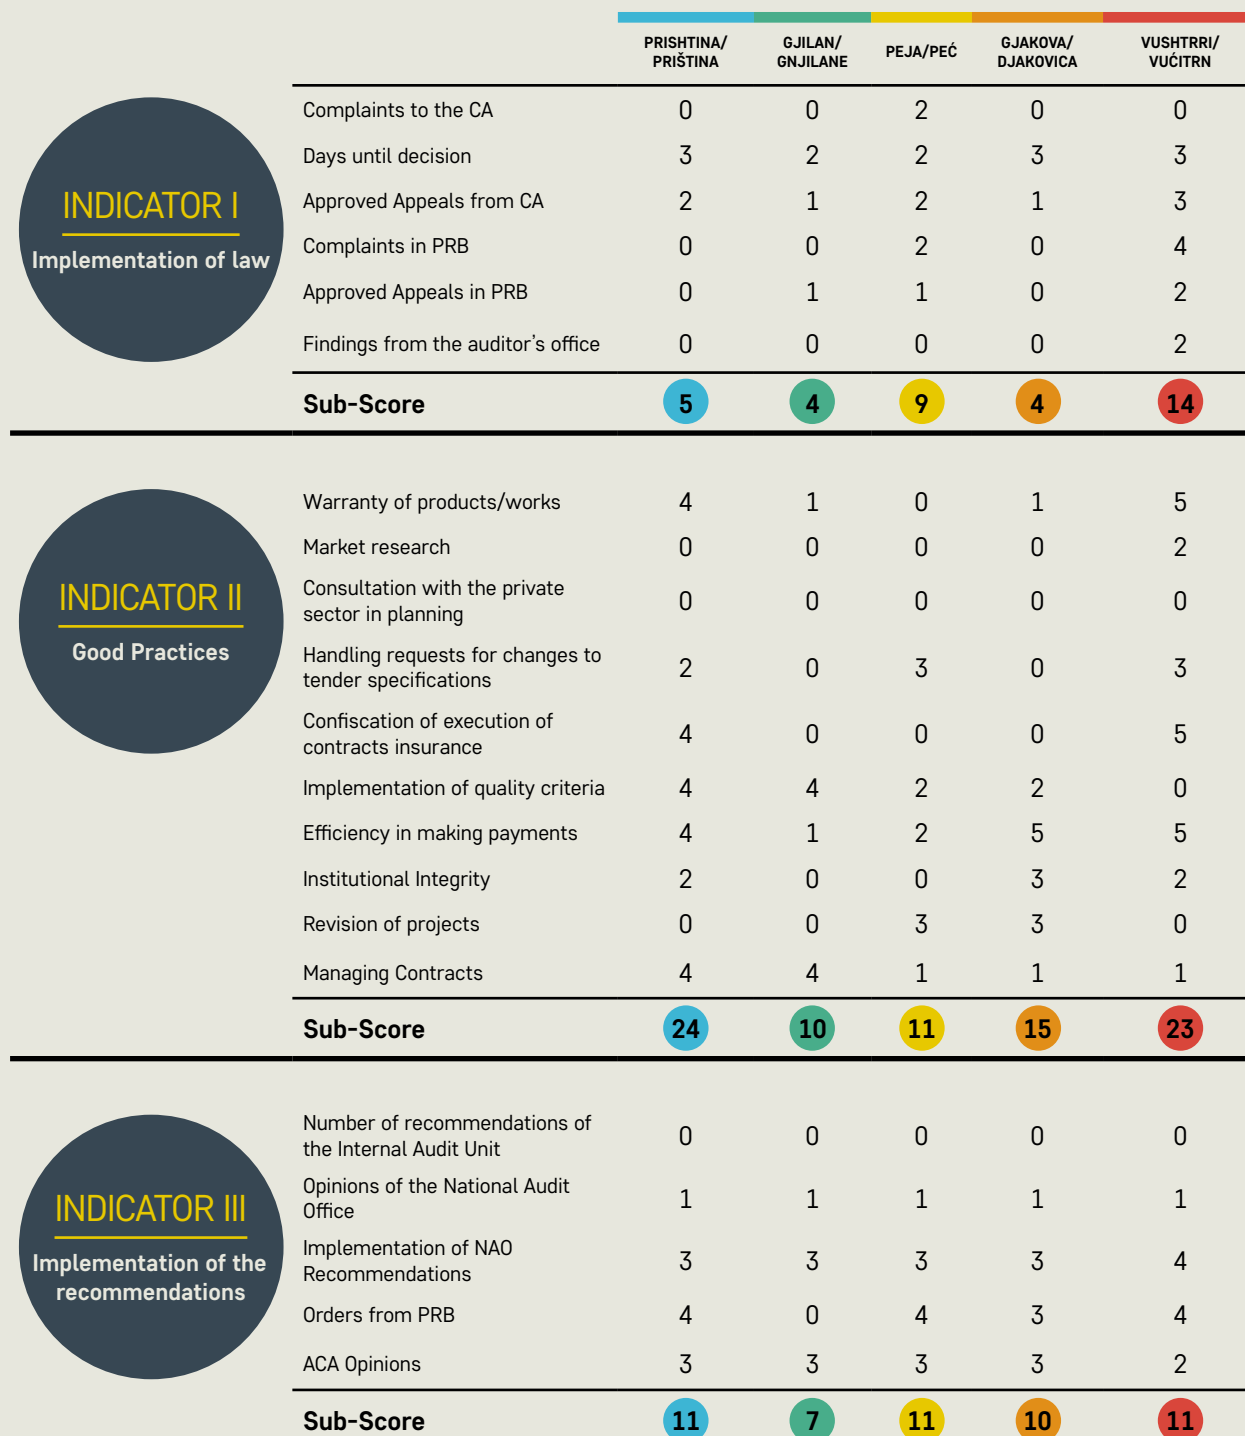 PRISHTINA/ GJILAN/ PEJA/PEĆ GJAKOVA/ VUSHTRRI/
PRIŠTINA GNJILANE DJAKOVICA VUĆITRN
INDICATOR I
Implementation of law
Complaints to the CA 0 0 2 0 0
Days until decision 3 2 2 3 3
Approved Appeals from CA 2 1 2 1 3
Complaints in PRB 0 0 2 0 4
Approved Appeals in PRB 0 1 1 0 2
Findings from the auditor's office 0 0 0 0 2
Sub-Score 5 4 9 4 14
INDICATOR II
Good Practices
Warranty of products/works 4 1 0 1 5
Market research 0 0 0 0 2
Consultation with the private
sector in planning 0 0 0 0 0
Handling requests for changes to
tender specifications 2 0 3 0 3
Confiscation of execution of
contracts insurance 4 0 0 0 5
Implementation of quality criteria 4 4 2 2 0
Efficiency in making payments 4 1 2 5 5
Institutional Integrity 2 0 0 3 2
Revision of projects 0 0 3 3 0
Managing Contracts 4 4 1 1 1
Sub-Score 24 10 11 15 23
INDICATOR III
Implementation of the
recommendations
Number of recommendations of
the Internal Audit Unit 0 0 0 0 0
Opinions of the National Audit
Office 1 1 1 1 1
Implementation of NAO
Recommendations 3 3 3 3 4
Orders from PRB 4 0 4 3 4
ACA Opinions 3 3 3 3 2
Sub-Score 11 7 11 10 11